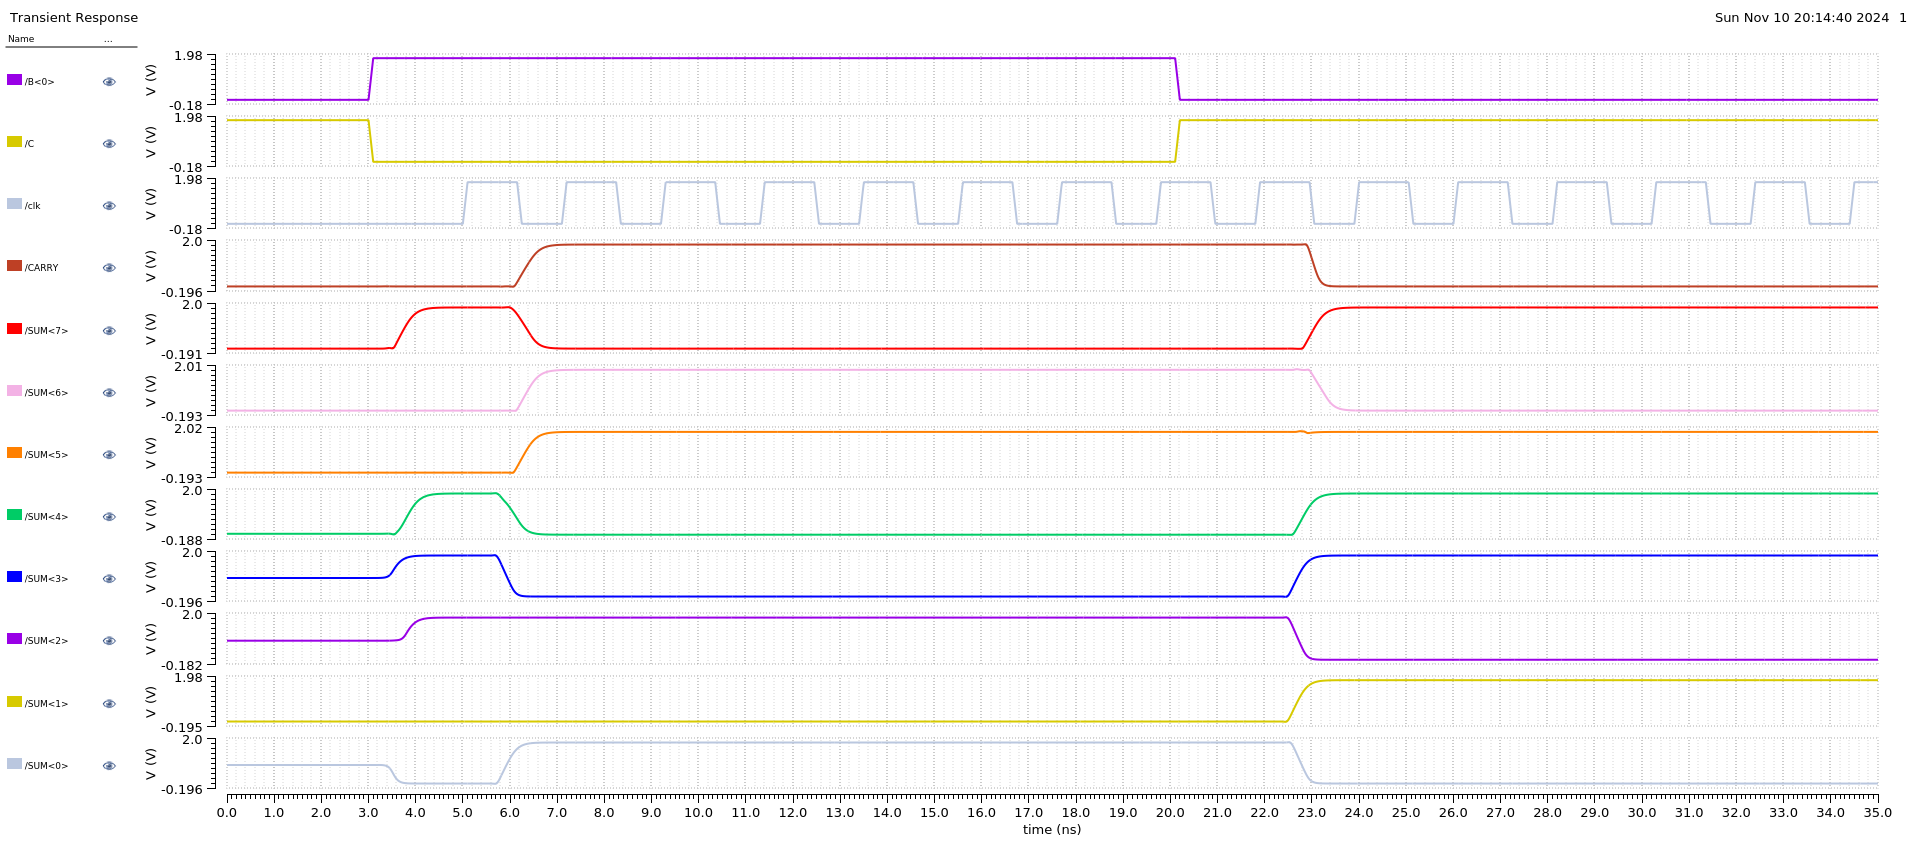 Transient Response
Sun Nov 10 20:14:40 2024 1
Name ...
/B<0>
V (V)
1.98
-0.18
/C
V (V)
1.98
-0.18
/clk
V (V)
1.98
-0.18
/CARRY
V (V)
2.0
-0.196
/SUM<7>
V (V)
2.0
-0.191
/SUM<6>
V (V)
2.01
-0.193
/SUM<5>
V (V)
2.02
-0.193
/SUM<4>
V (V)
2.0
-0.188
/SUM<3>
V (V)
2.0
-0.196
/SUM<2>
V (V)
2.0
-0.182
/SUM<1>
V (V)
1.98
-0.195
/SUM<0>
V (V)
2.0
-0.196
0.0 1.0 2.0 3.0 4.0 5.0 6.0 7.0 8.0 9.0 10.0 11.0 12.0 13.0 14.0 15.0 16.0 17.0 18.0 19.0 20.0 21.0 22.0 23.0 24.0 25.0 26.0 27.0 28.0 29.0 30.0 31.0 32.0 33.0 34.0 35.0
time (ns)